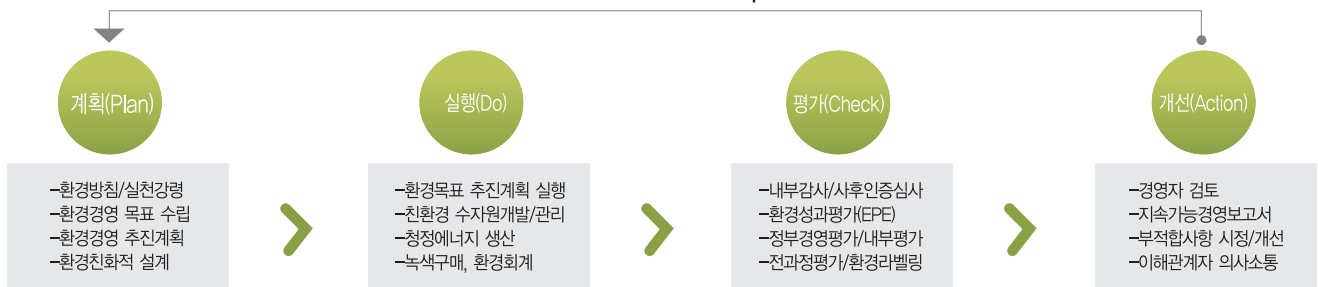 계획(Plan)
실행(Do)
평가(Check)
개선(Action)
-환경방침/실천강령
-환경경영 목표 수립
-환경경영 추진계획
-환경친화적 설계
-환경목표 추진계획 실행
-친환경 수자원개발/관리
-청정에너지 생산
-녹색구매, 환경회계
-내부감사/사후인증심사
-환경성과평가(EPE)
-정부경영평가/내부평가
-전과정평가/환경라벨링
-경영자 검토
-지속가능경영보고서
-부적합사항 시정/개선
-이해관계자 의사소통